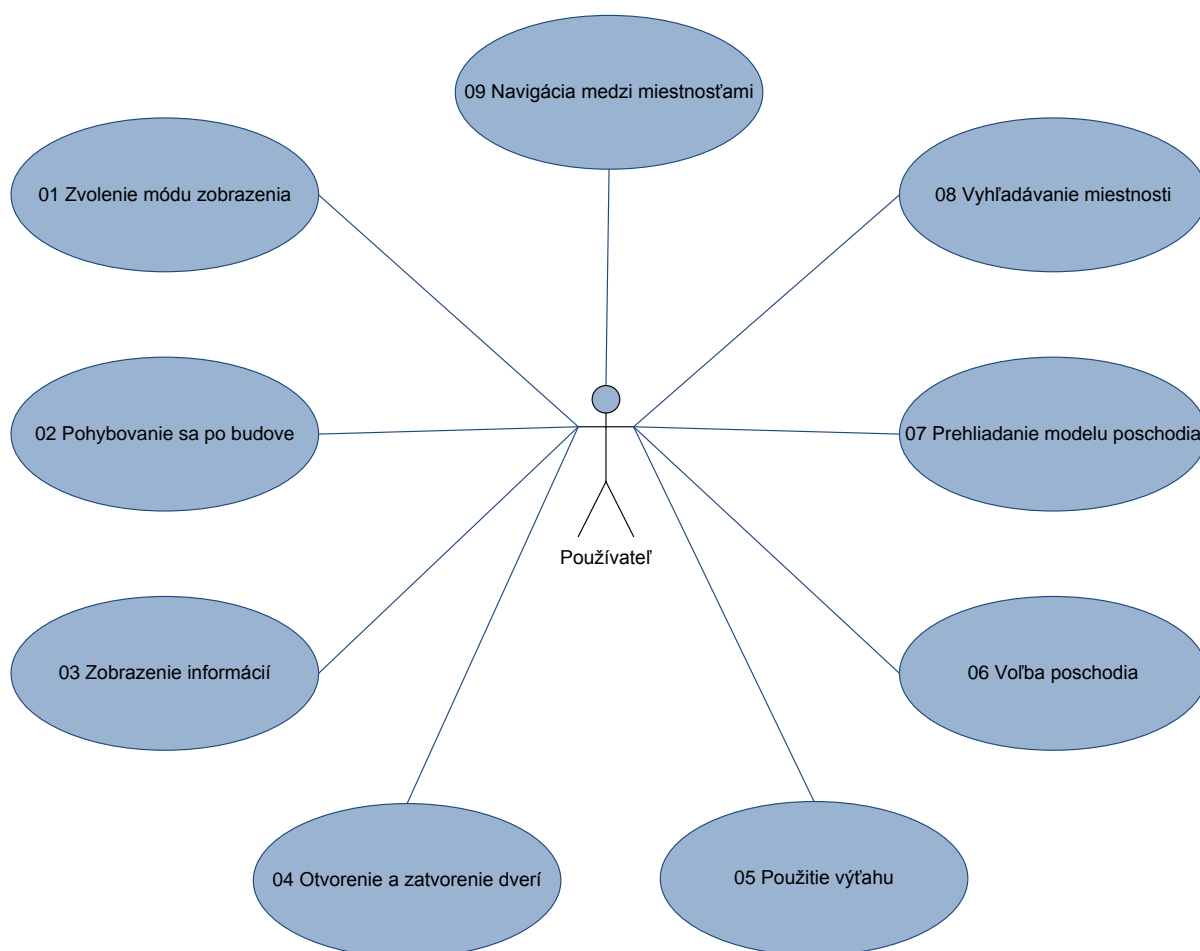 09 Navigácia medzi miestnosťami
01 Zvolenie módu zobrazenia
08 Vyhľadávanie miestnosti
02 Pohybovanie sa po budove
07 Prehliadanie modelu poschodia
Používateľ
03 Zobrazenie informácií
06 Voľba poschodia
04 Otvorenie a zatvorenie dverí
05 Použitie výťahu